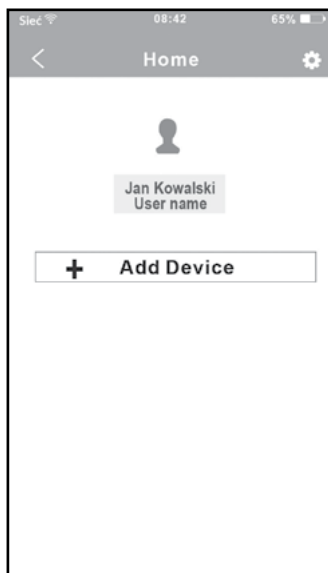 Sieć 08:42 65%
Home
Jan Kowalski
User name
+ Add Device